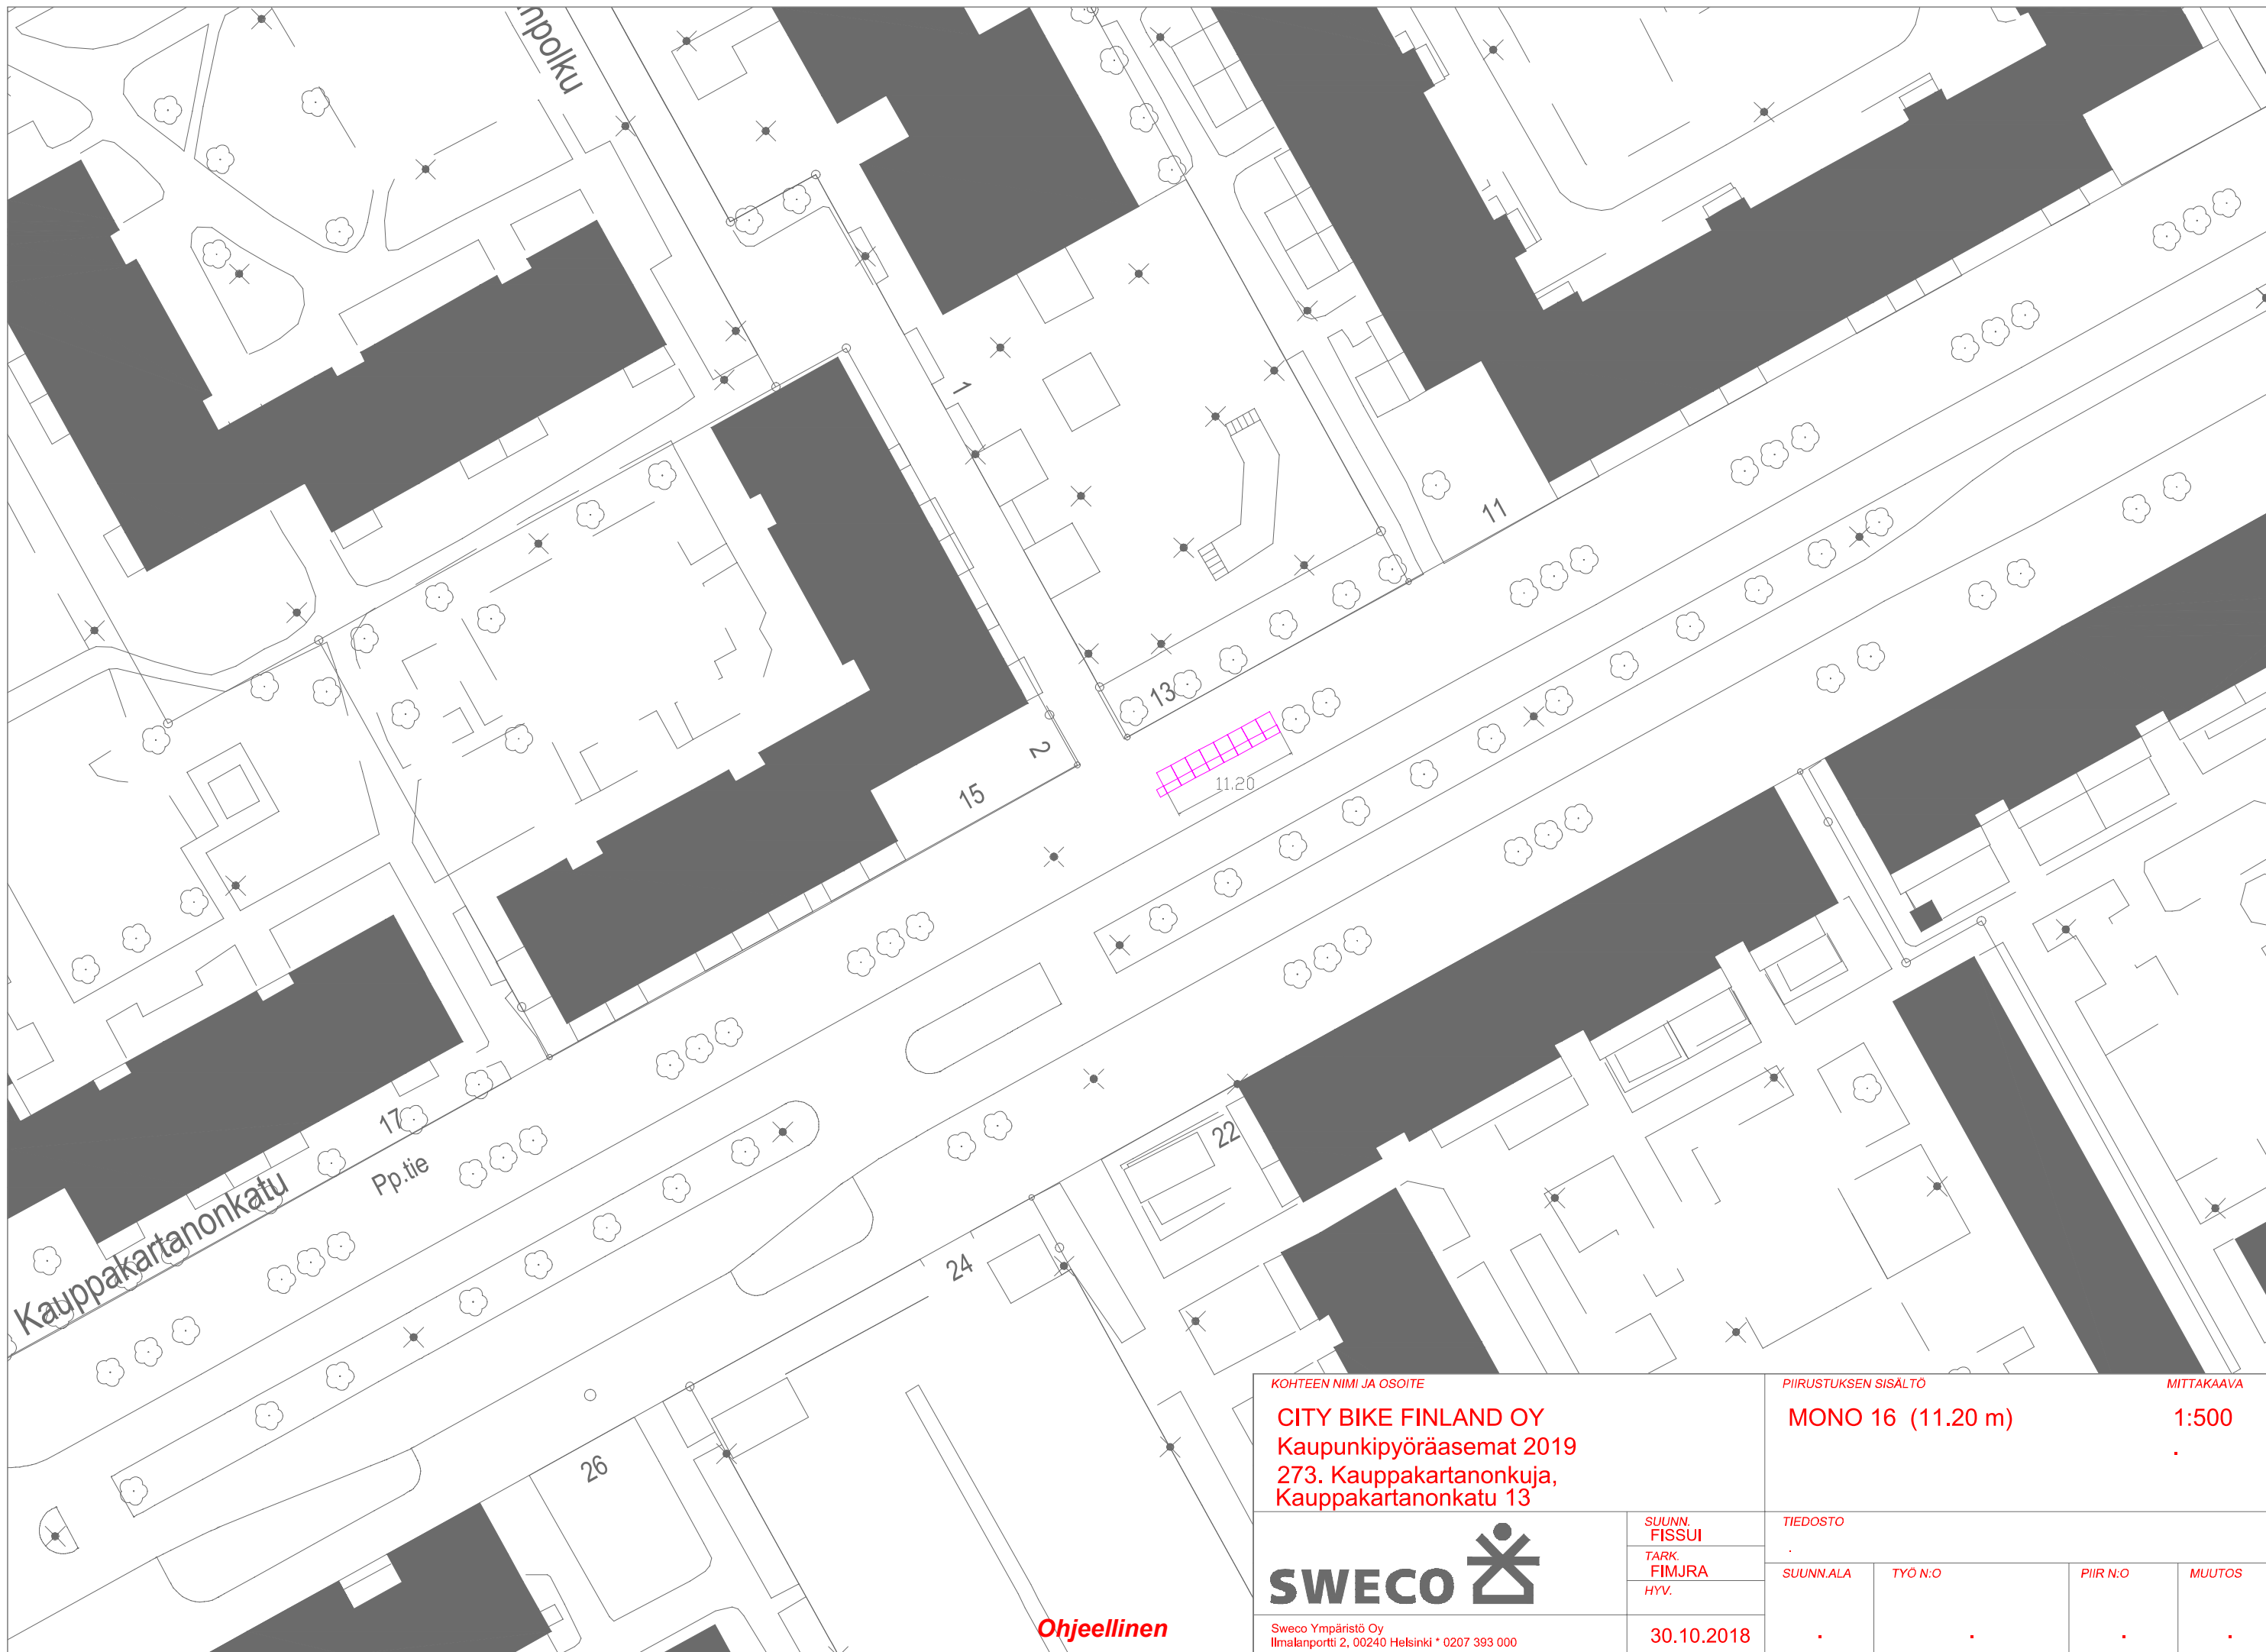 1
11
13
2
15
11.20
17
Pp.tie
Kauppakartanonkatu
22
24
26
Ohjeellinen
KOHTEEN NIMI JA OSOITE
CITY BIKE FINLAND OY
Kaupunkipyöräasemat 2019
273. Kauppakartanonkuja,
Kauppakartanonkatu 13
PIIRUSTUKSEN SISÄLTÖ
MITTAKAAVA
MONO 16 (11.20 m)
1:500
.
SWECO
SUUNN.
FISSUI
TARK.
FIMJRA
HYV.
30.10.2018
TIEDOSTO
.
SUUNN.ALA
TYÖ N:O
PIIR N:O
MUUTOS
. . . .
Sweco Ympäristö Oy
Ilmalanportti 2, 00240 Helsinki * 0207 393 000